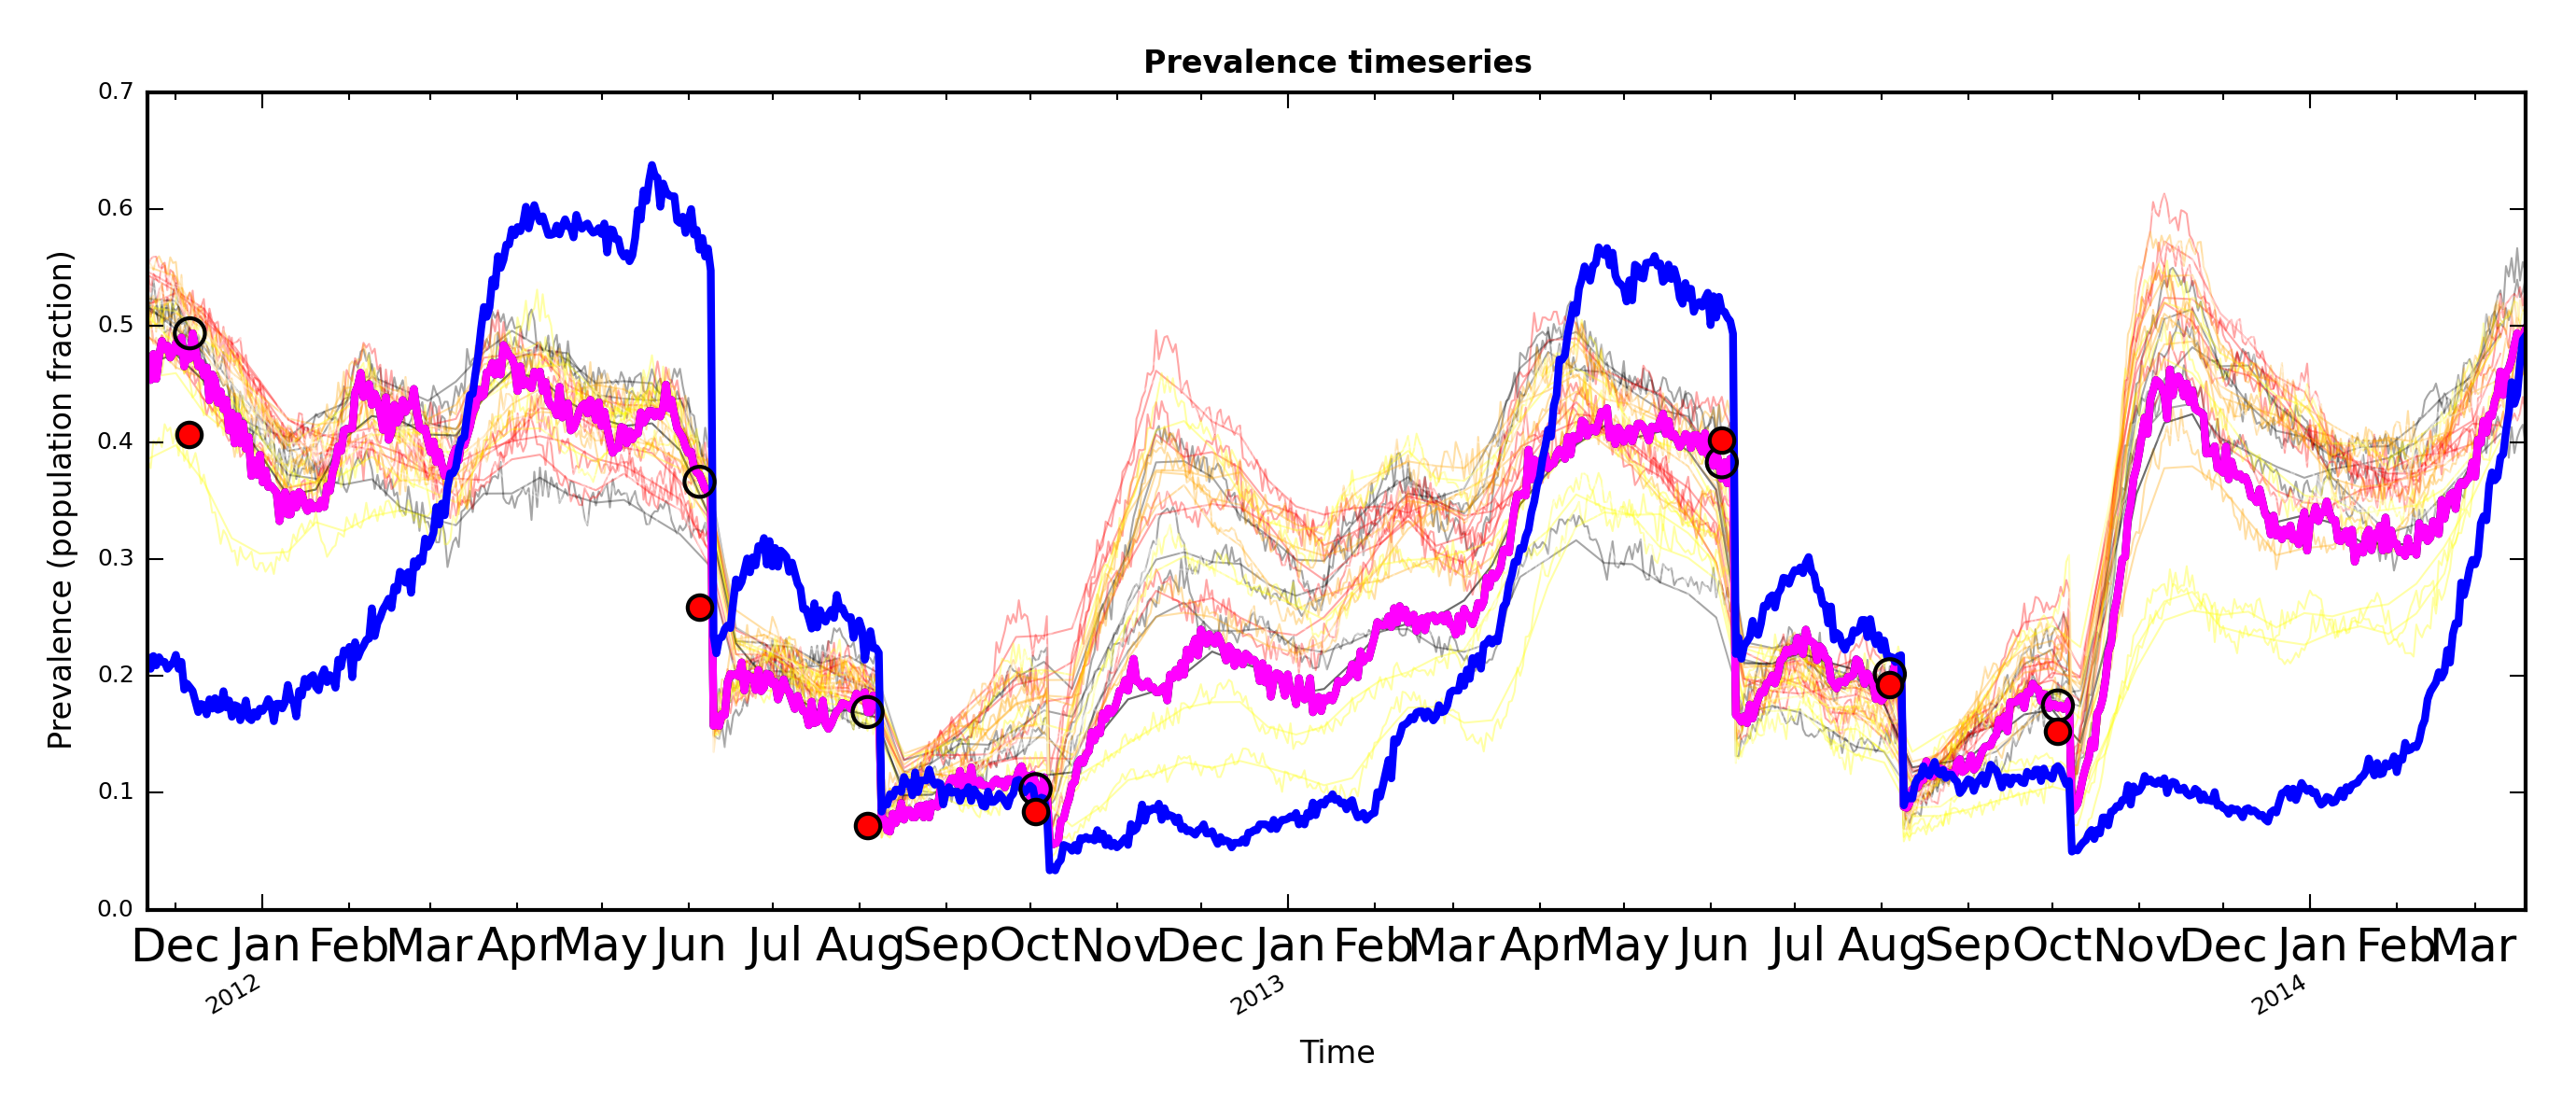 Prevalence timeseries
Prevalence (population fraction)
0.7
0.6
0.5
0.4
0.3
0.2
0.1
0.0
Dec Jan Feb Mar Apr May Jun Jul Aug Sep Oct Nov Dec Jan Feb Mar Apr May Jun Jul Aug Sep Oct Nov Dec Jan Feb Mar
2012 2013 2014
Time